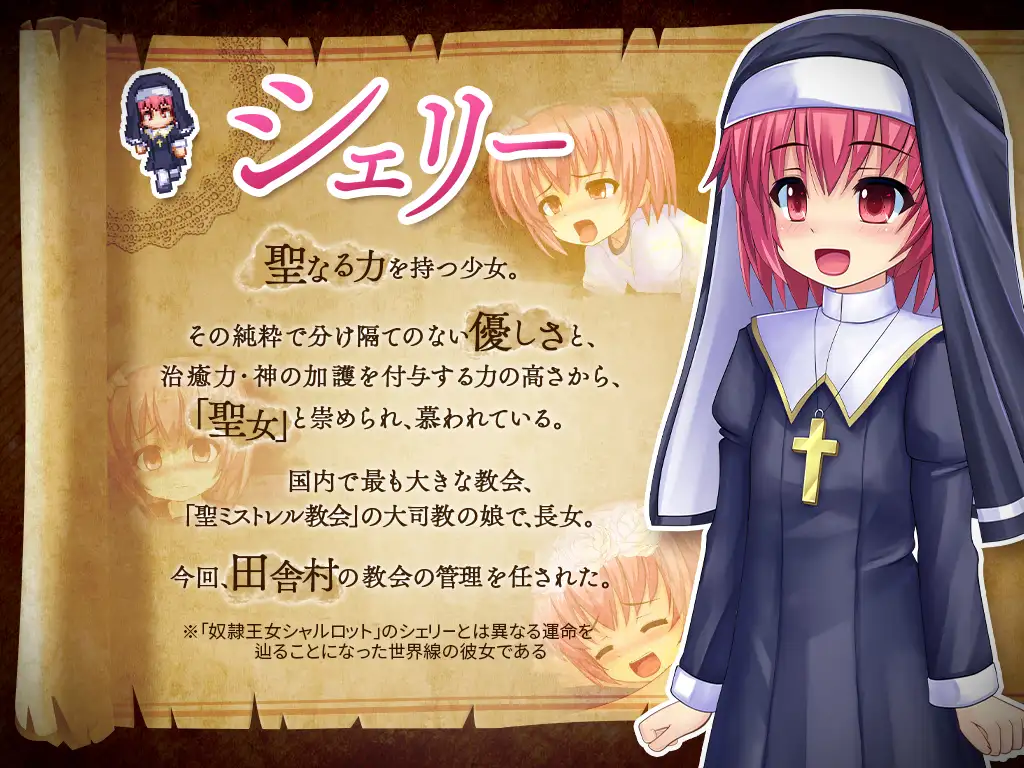 シェリー
聖なる力を持つ少女。
その純粋で分け隔てのない優しさと、
治癒力・神の加護を付与する力の高さから、
「聖女」と崇められ、慕われている。
国内で最も大きな教会、
「聖ミストレル教会」の大司教の娘で、長女。
今回、田舎村の教会の管理を任された。
※「奴隷王女シャルロット」のシェリーとは異なる運命を
辿ることになった世界線の彼女である